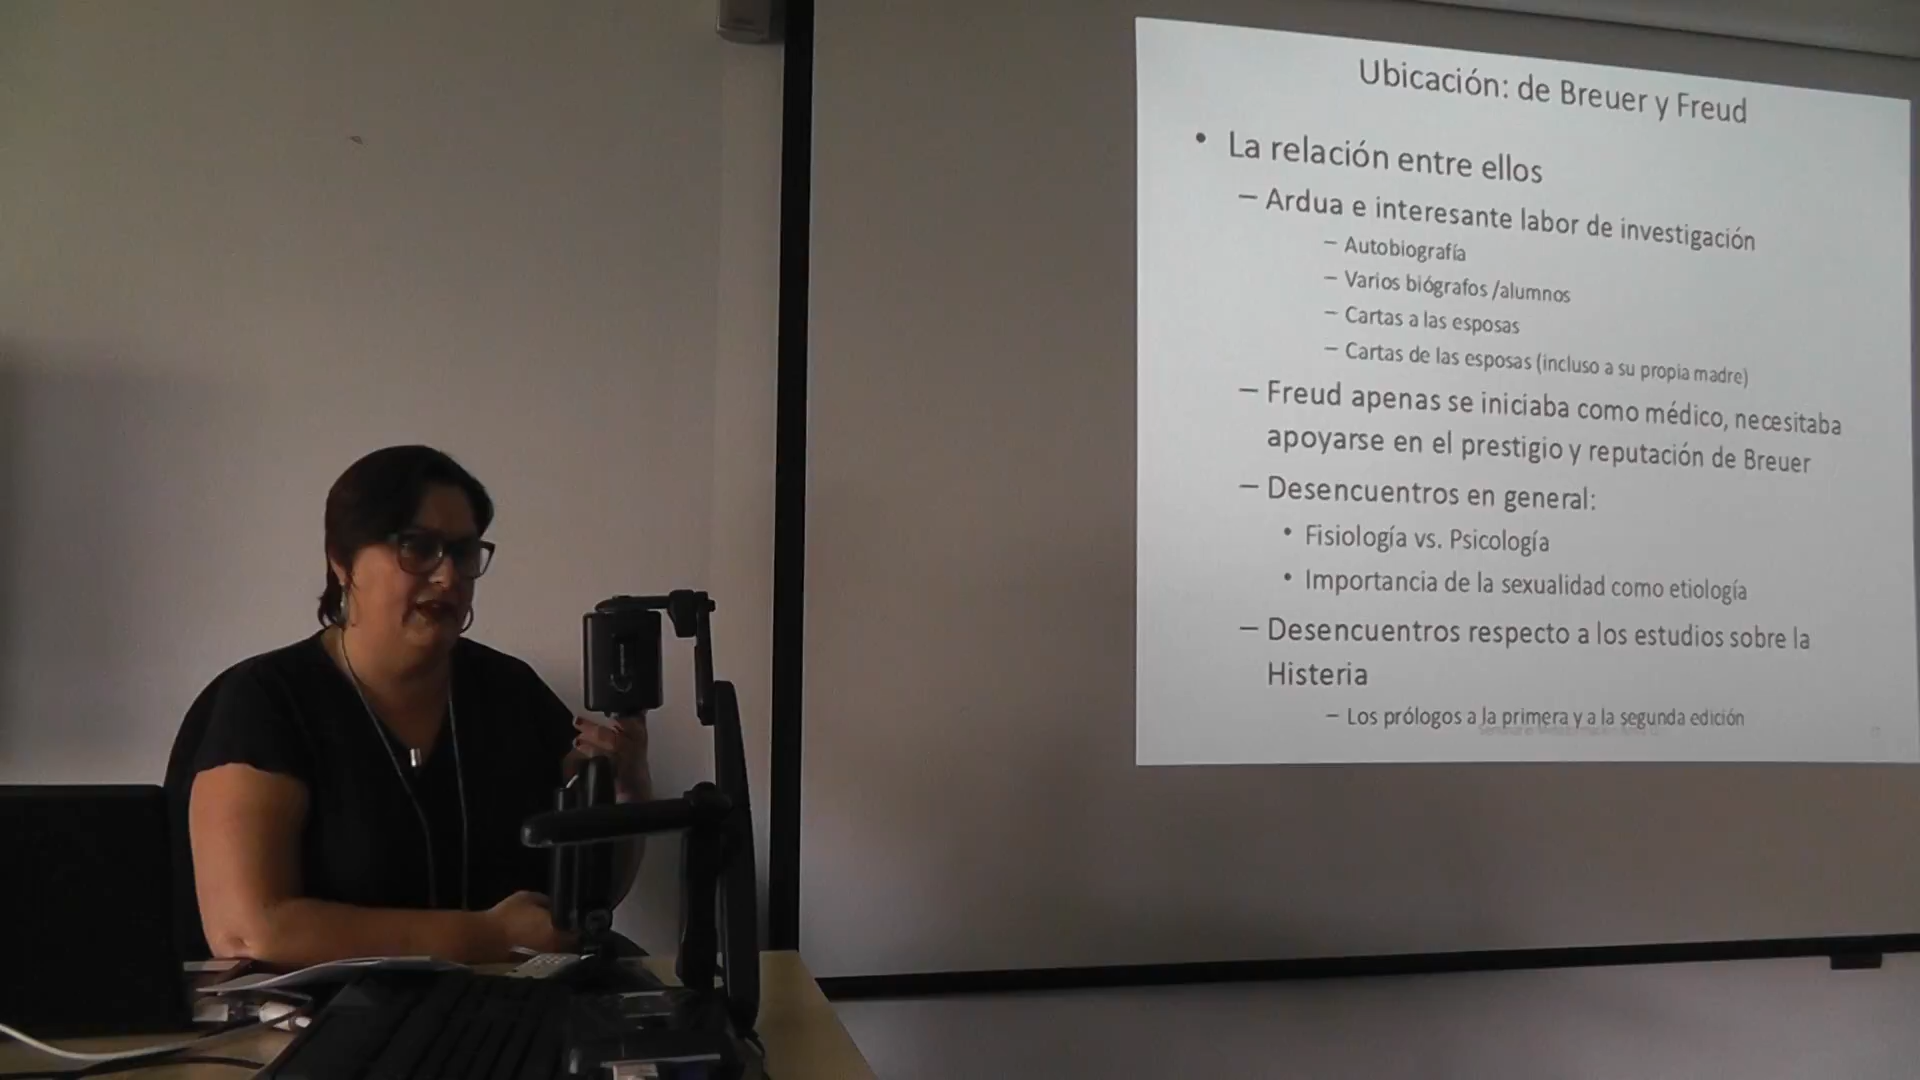 Ubicación: de Breuer y Freud
• La relación entre ellos
– Ardua e interesante labor de investigación
– Autobiografía
– Varios biógrafos /alumnos
– Cartas a las esposas
– Cartas de las esposas (incluso a su propia madre)
– Freud apenas se iniciaba como médico, necesitaba
apoyarse en el prestigio y reputación de Breuer
– Desencuentros en general:
• Fisiología vs. Psicología
• Importancia de la sexualidad como etiología
– Desencuentros respecto a los estudios sobre la
Histeria
– Los prólogos a la primera y a la segunda edición